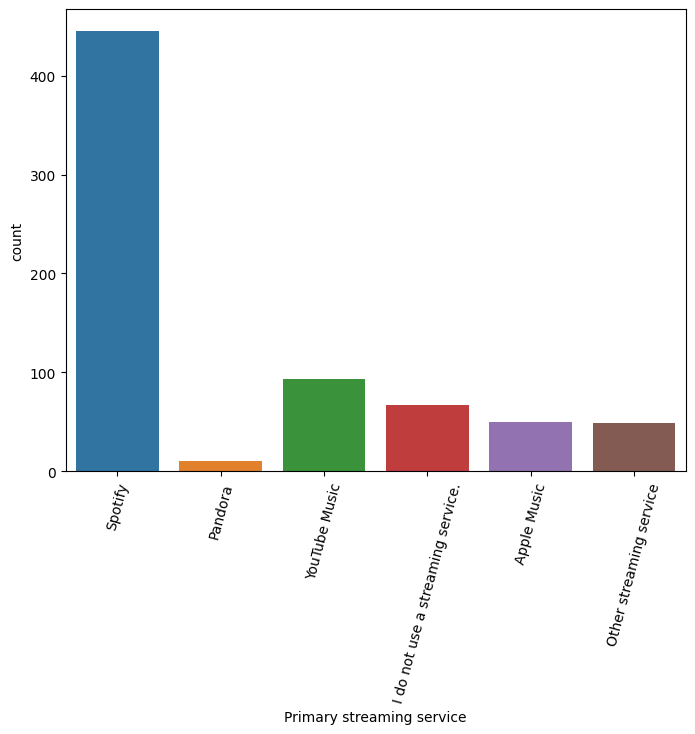 400
300
200
100
0
count
Spotify
Pandora
YouTube Music
I do not use a streaming service.
Apple Music
Other streaming service
Primary streaming service